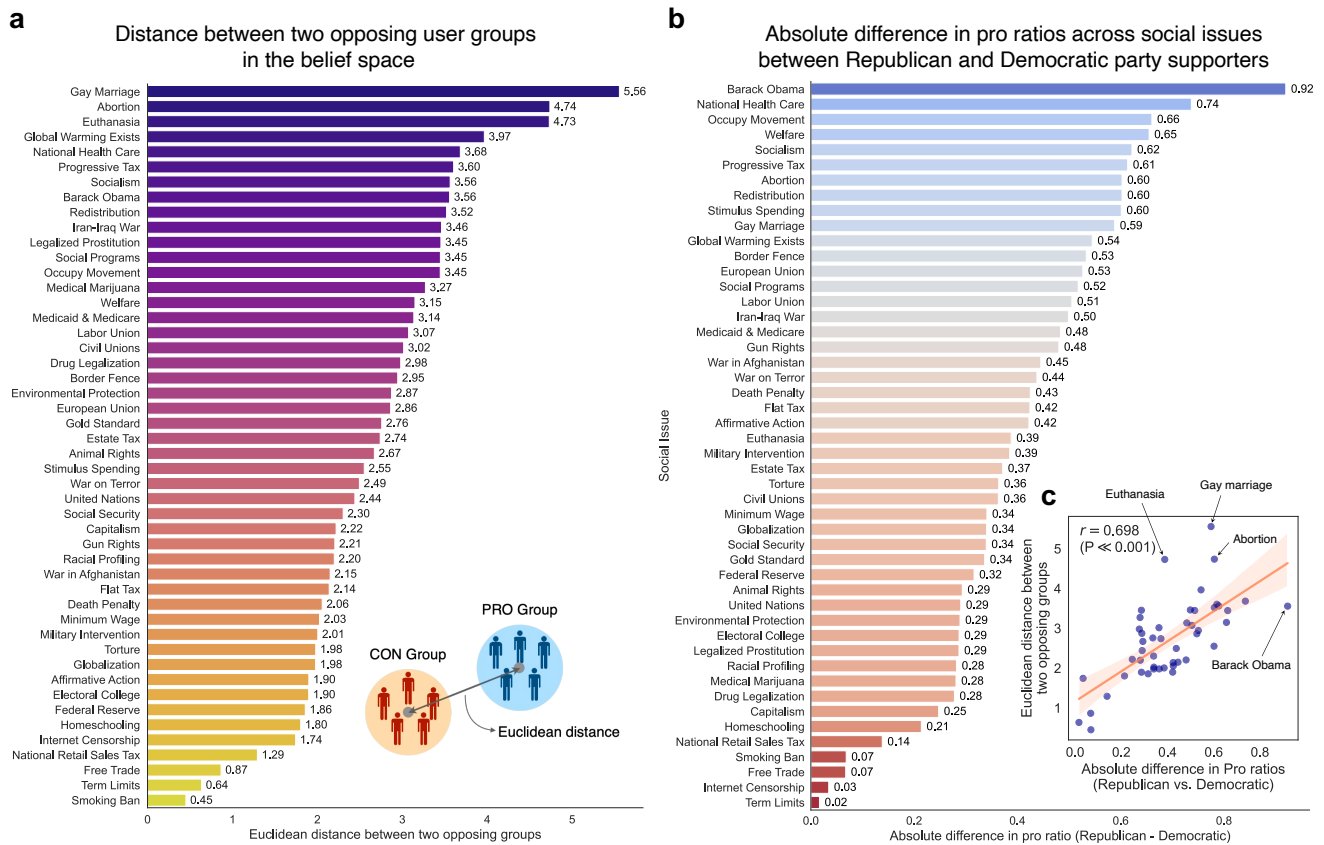 a
Distance between two opposing user groups
in the belief space
Gay Marriage 5.56
Abortion 4.74
Euthanasia 4.73
Global Warming Exists 3.97
National Health Care 3.68
Progressive Tax 3.60
Socialism 3.56
Barack Obama 3.56
Redistribution 3.52
Iran-Iraq War 3.46
Legalized Prostitution 3.45
Social Programs 3.45
Occupy Movement 3.45
Medical Marijuana 3.27
Welfare 3.15
Medicaid & Medicare 3.14
Labor Union 3.07
Civil Unions 3.02
Drug Legalization 2.98
Border Fence 2.95
Environmental Protection 2.87
European Union 2.86
Gold Standard 2.76
Estate Tax 2.74
Animal Rights 2.67
Stimulus Spending 2.55
War on Terror 2.49
United Nations 2.44
Social Security 2.30
Capitalism 2.22
Gun Rights 2.21
Racial Profiling 2.20
War in Afghanistan 2.15
Flat Tax 2.14
Death Penalty 2.06
Minimum Wage 2.03
Military Intervention 2.01
Torture 1.98
Globalization 1.98
Affirmative Action 1.90
Electoral College 1.90
Federal Reserve 1.86
Homeschooling 1.80
Internet Censorship 1.74
National Retail Sales Tax 1.29
Free Trade 0.87
Term Limits 0.64
Smoking Ban 0.45
0 1 2 3 4 5
Euclidean distance between two opposing groups
PRO Group
CON Group
Euclidean distance
b
Absolute difference in pro ratios across social issues
between Republican and Democratic party supporters
Social Issue
Barack Obama 0.92
National Health Care 0.74
Occupy Movement 0.66
Welfare 0.65
Socialism 0.62
Progressive Tax 0.61
Abortion 0.60
Redistribution 0.60
Stimulus Spending 0.60
Gay Marriage 0.59
Global Warming Exists 0.54
Border Fence 0.53
European Union 0.53
Social Programs 0.52
Labor Union 0.51
Iran-Iraq War 0.50
Medicaid & Medicare 0.48
Gun Rights 0.48
War in Afghanistan 0.45
War on Terror 0.44
Death Penalty 0.43
Flat Tax 0.42
Affirmative Action 0.42
Euthanasia 0.39
Military Intervention 0.39
Estate Tax 0.37
Torture 0.36
Civil Unions 0.36
Minimum Wage 0.34
Globalization 0.34
Social Security 0.34
Gold Standard 0.34
Federal Reserve 0.32
Animal Rights 0.29
United Nations 0.29
Environmental Protection 0.29
Electoral College 0.29
Legalized Prostitution 0.29
Racial Profiling 0.28
Medical Marijuana 0.28
Drug Legalization 0.28
Capitalism 0.25
Homeschooling 0.21
National Retail Sales Tax 0.14
Smoking Ban 0.07
Free Trade 0.07
Internet Censorship 0.03
Term Limits 0.02
0.0 0.2 0.4 0.6 0.8
Absolute difference in pro ratio (Republican - Democratic)
c
Gay marriage
Euthanasia
r = 0.698
(P ≪ 0.001)
Abortion
Barack Obama
Euclidean distance between
two opposing groups
5
4
3
2
1
0.0 0.2 0.4 0.6 0.8
Absolute difference in Pro ratios
(Republican vs. Democratic)